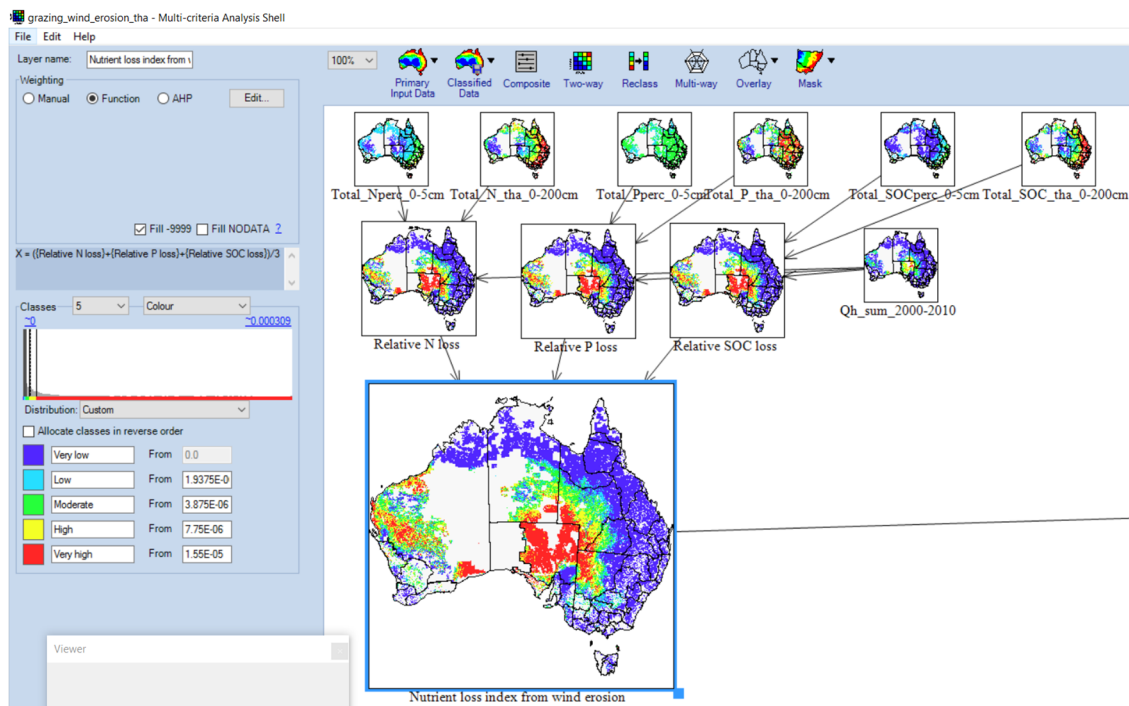 grazing_wind_erosion_tha - Multi-criteria Analysis Shell
File Edit Help
Layer name: Nutrient loss index from
100%
Primary Input Data
Classified Data
Composite
Two-way
Reclass
Multi-way
Overlay
Mask
Weighting
Manual Function AHP Edit...
Fill -9999 Fill NODATA ?
X = ({Relative N loss}+{Relative P loss}+{Relative SOC loss})/3
Classes 5 Colour
~0 ~0.000309
Distribution: Custom
Allocate classes in reverse order
Very low From 0.0
Low From 1.9375E-0
Moderate From 3.875E-06
High From 7.75E-06
Very high From 1.55E-05
Viewer
Total_Nperc_0-5cm Total_N_tha_0-200cm Total_Pperc_0-5cm Total_P_tha_0-200cm Total_SOCperc_0-5cm Total_SOC_tha_0-200cm
Qh_sum_2000-2010
Relative N loss Relative P loss Relative SOC loss
Nutrient loss index from wind erosion